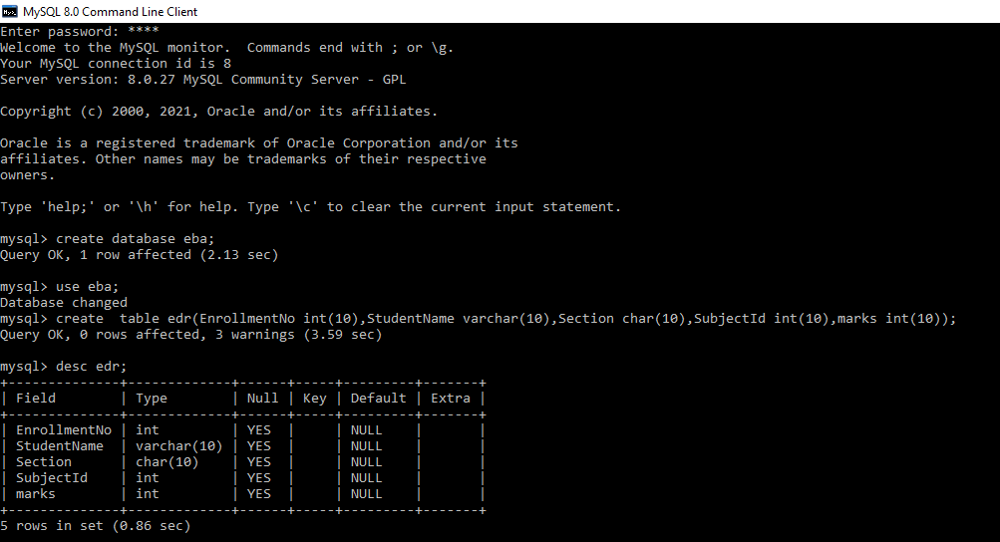 MySQL 8.0 Command Line Client
Enter password: ****
Welcome to the MySQL monitor.  Commands end with ; or \g.
Your MySQL connection id is 8
Server version: 8.0.27 MySQL Community Server - GPL

Copyright (c) 2000, 2021, Oracle and/or its affiliates.

Oracle is a registered trademark of Oracle Corporation and/or its
affiliates. Other names may be trademarks of their respective
owners.

Type 'help;' or '\h' for help. Type '\c' to clear the current input statement.

mysql> create database eba;
Query OK, 1 row affected (2.13 sec)

mysql> use eba;
Database changed
mysql> create  table edr(EnrollmentNo int(10),StudentName varchar(10),Section char(10),SubjectId int(10),marks int(10));
Query OK, 0 rows affected, 3 warnings (3.59 sec)

mysql> desc edr;
+--------------+-------------+------+-----+---------+-------+
| Field        | Type        | Null | Key | Default | Extra |
+--------------+-------------+------+-----+---------+-------+
| EnrollmentNo | int         | YES  |     | NULL    |       |
| StudentName  | varchar(10) | YES  |     | NULL    |       |
| Section      | char(10)    | YES  |     | NULL    |       |
| SubjectId    | int         | YES  |     | NULL    |       |
| marks        | int         | YES  |     | NULL    |       |
+--------------+-------------+------+-----+---------+-------+
5 rows in set (0.86 sec)